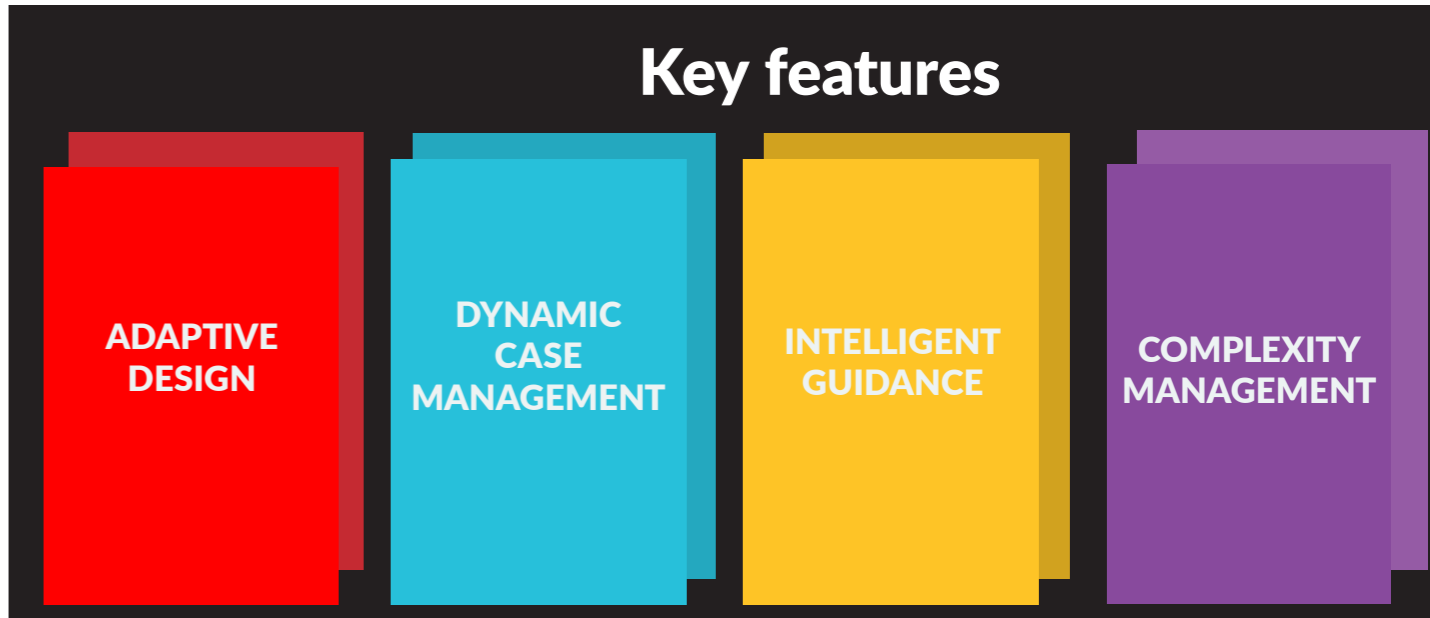 Key features
ADAPTIVE
DESIGN
DYNAMIC
CASE
MANAGEMENT
INTELLIGENT
GUIDANCE
COMPLEXITY
MANAGEMENT